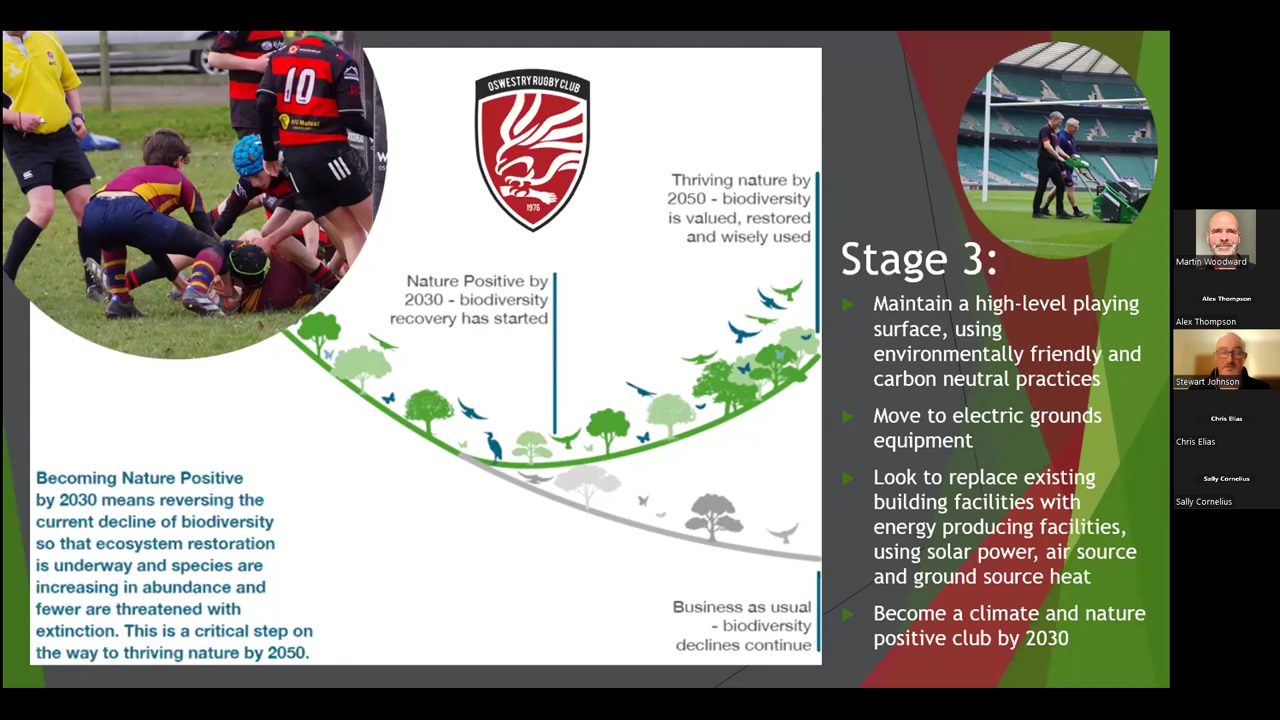 10
OSWESTRY RUGBY CLUB
1976
Thriving nature by
2050 - biodiversity
is valued, restored
and wisely used
Nature Positive by
2030 - biodiversity
recovery has started
Becoming Nature Positive
by 2030 means reversing the
current decline of biodiversity
so that ecosystem restoration
is underway and species are
increasing in abundance and
fewer are threatened with
extinction. This is a critical step on
the way to thriving nature by 2050.
Business as usual
- biodiversity
declines continue
Stage 3:
Maintain a high-level playing
surface, using
environmentally friendly and
carbon neutral practices
Move to electric grounds
equipment
Look to replace existing
building facilities with
energy producing facilities,
using solar power, air source
and ground source heat
Become a climate and nature
positive club by 2030
Martin Woodward
Alex Thompson
Alex Thompson
Stewart Johnson
Chris Elias
Chris Elias
Sally Cornelius
Sally Cornelius